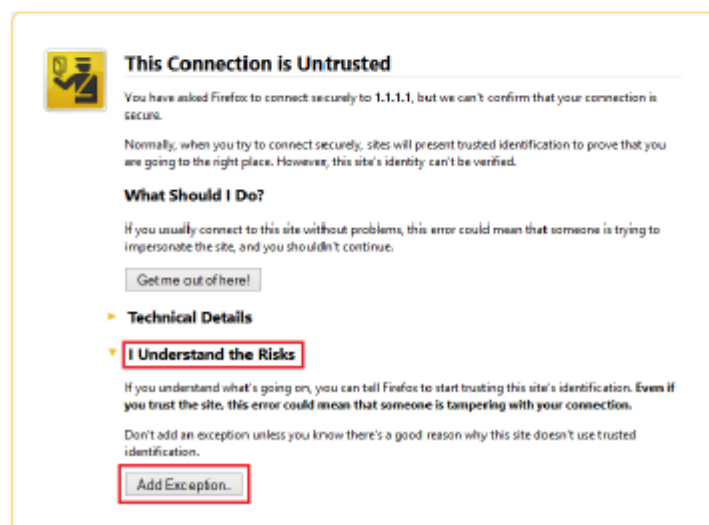 This Connection is Untrusted
You have asked Firefox to connect securely to 1.1.1.1, but we can't confirm that your connection is
secure.
Normally, when you try to connect securely, sites will present trusted identification to prove that you
are going to the right place. However, this site's identity can't be verified.
What Should I Do?
If you usually connect to this site without problems, this error could mean that someone is trying to
impersonate the site, and you shouldn't continue.
Get me out of here!
Technical Details
I Understand the Risks
If you understand what's going on, you can tell Firefox to start trusting this site's identification. Even if
you trust the site, this error could mean that someone is tampering with your connection.
Don't add an exception unless you know there's a good reason why this site doesn't use trusted
identification.
Add Exception..